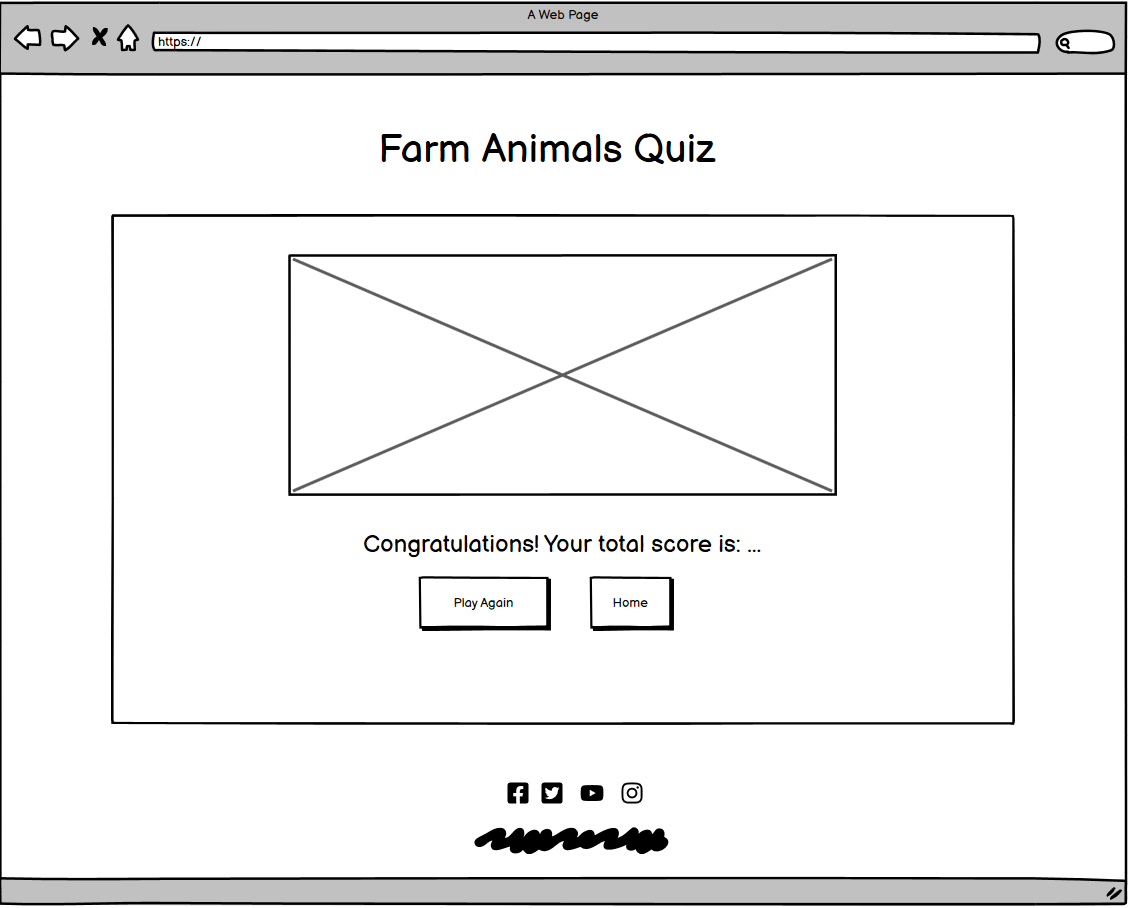 A Web Page
https://
Farm Animals Quiz
Congratulations! Your total score is: ...
Play Again
Home